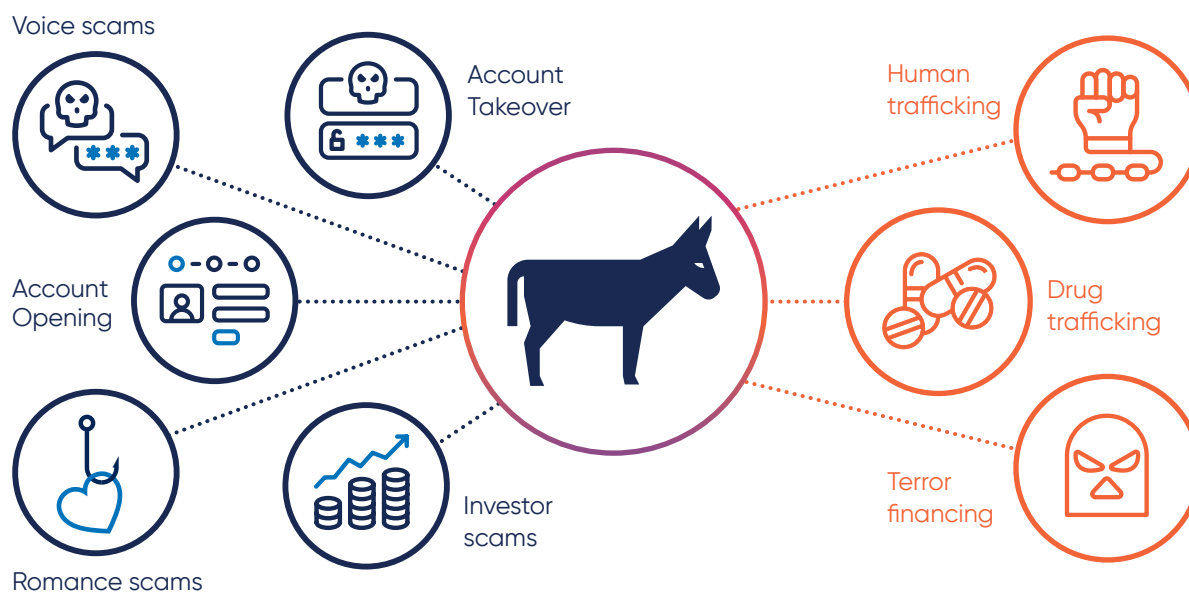 Voice scams
Account
Takeover
Account
Opening
Romance scams
Investor
scams
Human
trafficking
Drug
trafficking
Terror
financing